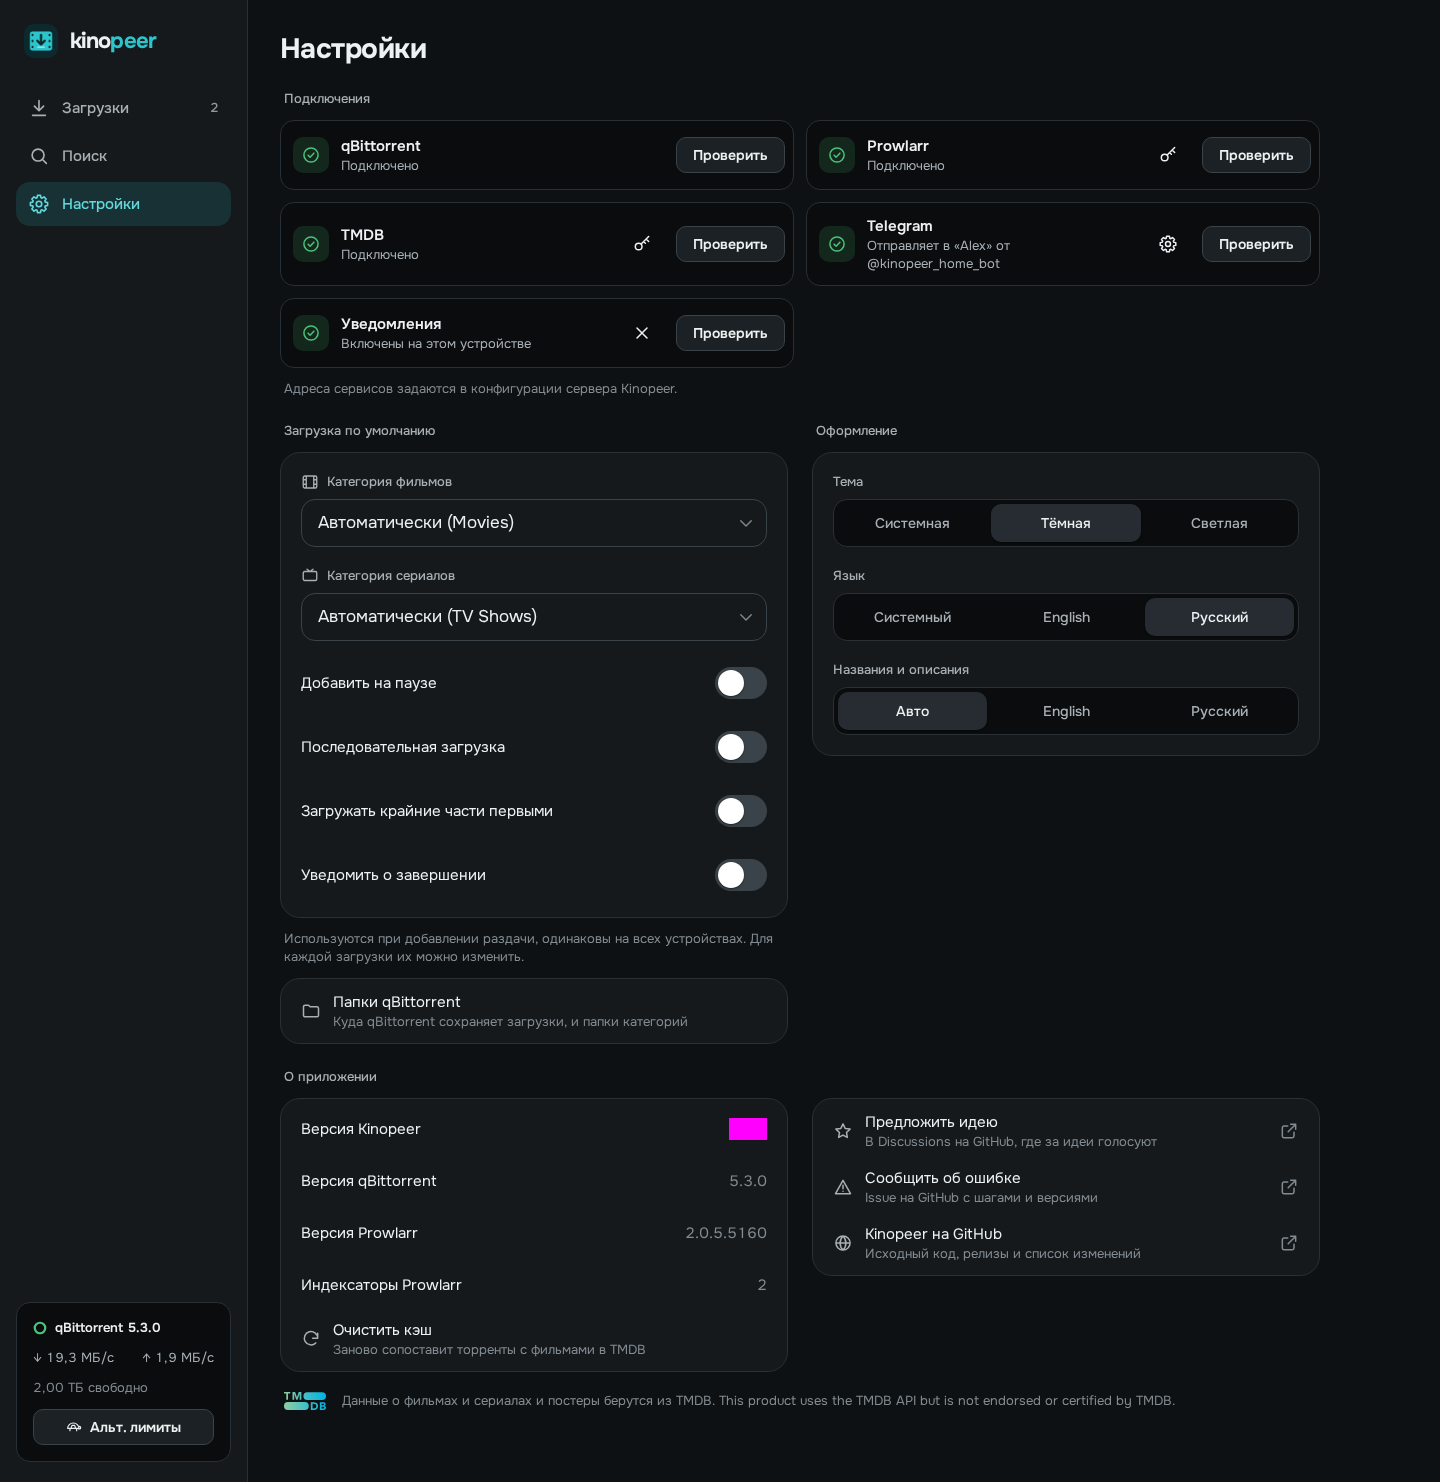 kinopeer
Загрузки 2
Поиск
Настройки
Настройки
Подключения
qBittorrent
Подключено
Проверить
Prowlarr
Подключено
Проверить
TMDB
Подключено
Проверить
Telegram
Отправляет в «Alex» от
@kinopeer_home_bot
Проверить
Уведомления
Включены на этом устройстве
Проверить
Адреса сервисов задаются в конфигурации сервера Kinopeer.
Загрузка по умолчанию
Категория фильмов
Автоматически (Movies)
Категория сериалов
Автоматически (TV Shows)
Добавить на паузе
Последовательная загрузка
Загружать крайние части первыми
Уведомить о завершении
Используются при добавлении раздачи, одинаковы на всех устройствах. Для
каждой загрузки их можно изменить.
Папки qBittorrent
Куда qBittorrent сохраняет загрузки, и папки категорий
Оформление
Тема
Системная Тёмная Светлая
Язык
Системный English Русский
Названия и описания
Авто English Русский
О приложении
Версия Kinopeer
Версия qBittorrent 5.3.0
Версия Prowlarr 2.0.5.5160
Индексаторы Prowlarr 2
Очистить кэш
Заново сопоставит торренты с фильмами в TMDB
Предложить идею
В Discussions на GitHub, где за идеи голосуют
Сообщить об ошибке
Issue на GitHub с шагами и версиями
Kinopeer на GitHub
Исходный код, релизы и список изменений
TM
DB
Данные о фильмах и сериалах и постеры берутся из TMDB. This product uses the TMDB API but is not endorsed or certified by TMDB.
qBittorrent 5.3.0
↓ 19,3 МБ/с ↑ 1,9 МБ/с
2,00 ТБ свободно
Альт. лимиты